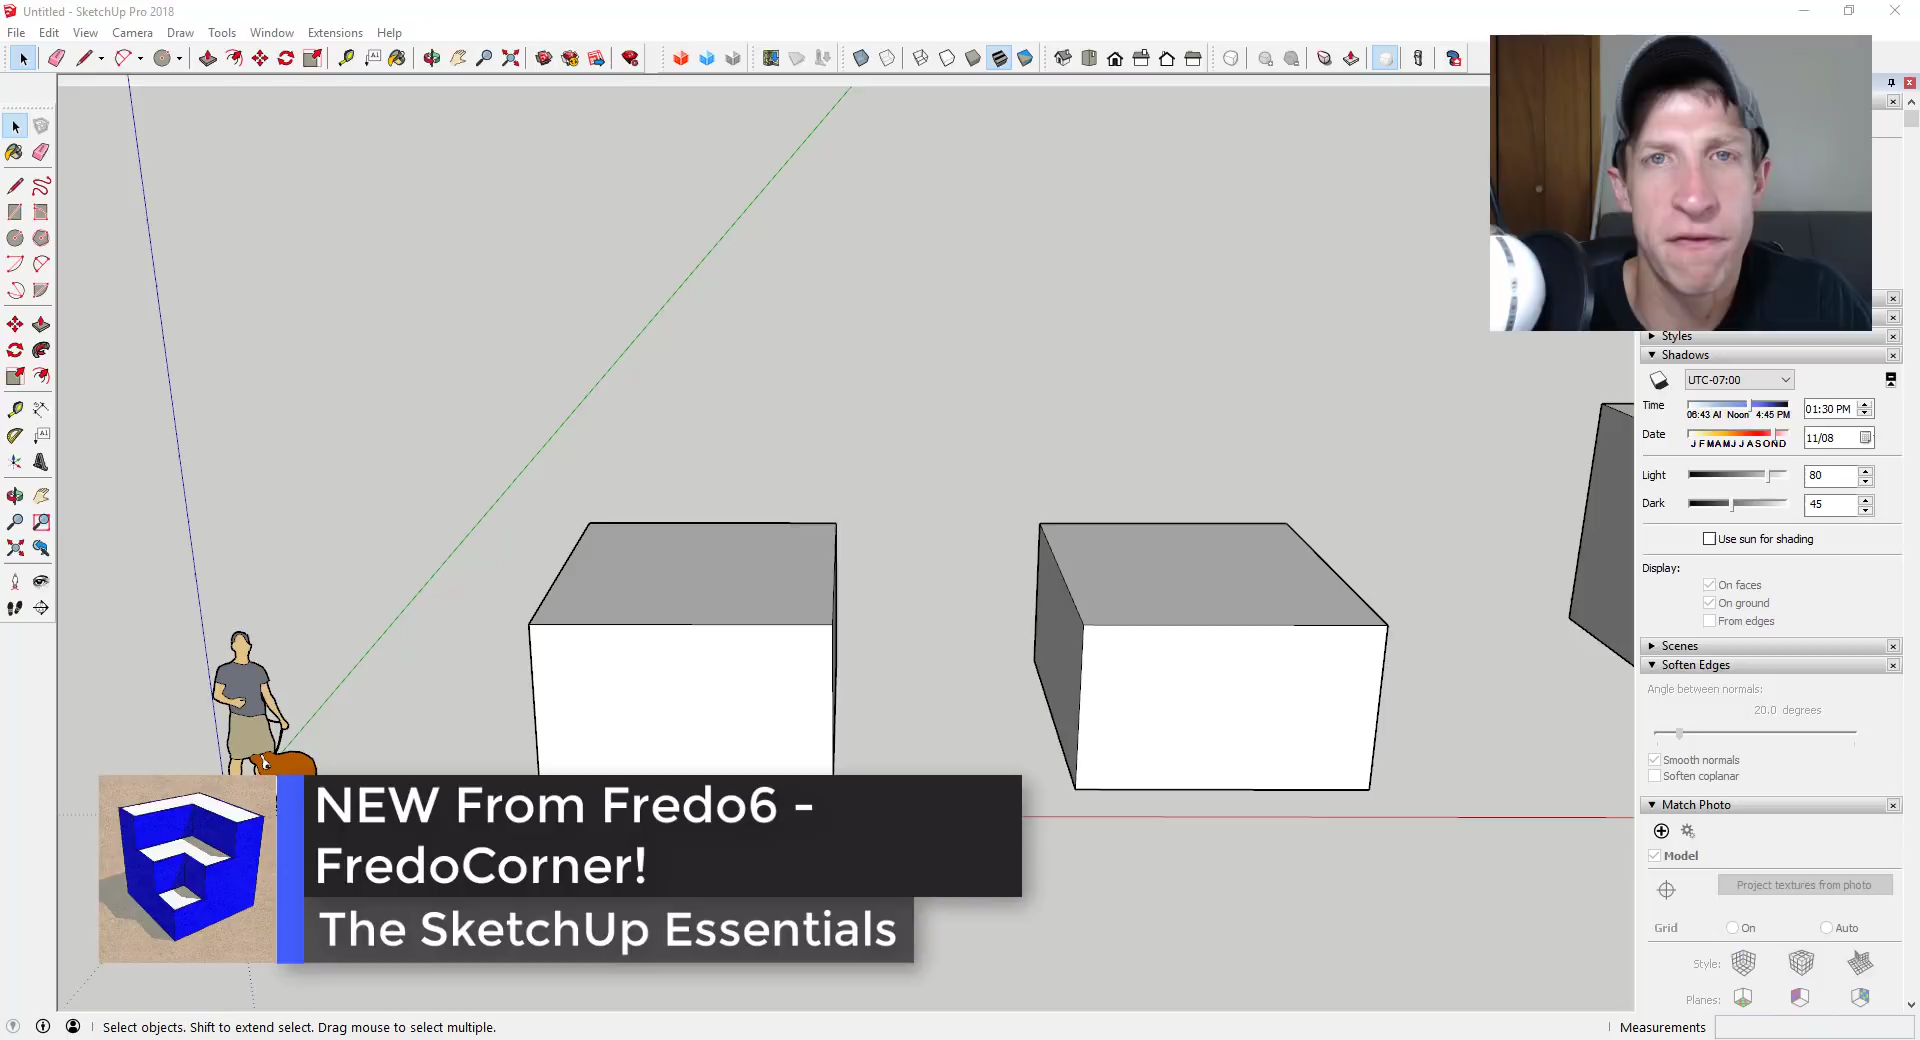 Untitled - SketchUp Pro 2018
File Edit View Camera Draw Tools Window Extensions Help
Styles
Shadows
UTC-07:00
Time
06:43 AI Noon 4:45 PM
01:30 PM
Date
J F M A M J J A S O N D
11/08
Light
80
Dark
45
Use sun for shading
Display:
On faces
On ground
From edges
Scenes
Soften Edges
Angle between normals:
20.0 degrees
Smooth normals
Soften coplanar
Match Photo
Model
Project textures from photo
Grid On Auto
Style:
Planes:
NEW From Fredo6 -
FredoCorner!
The SketchUp Essentials
Select objects. Shift to extend select. Drag mouse to select multiple.
Measurements